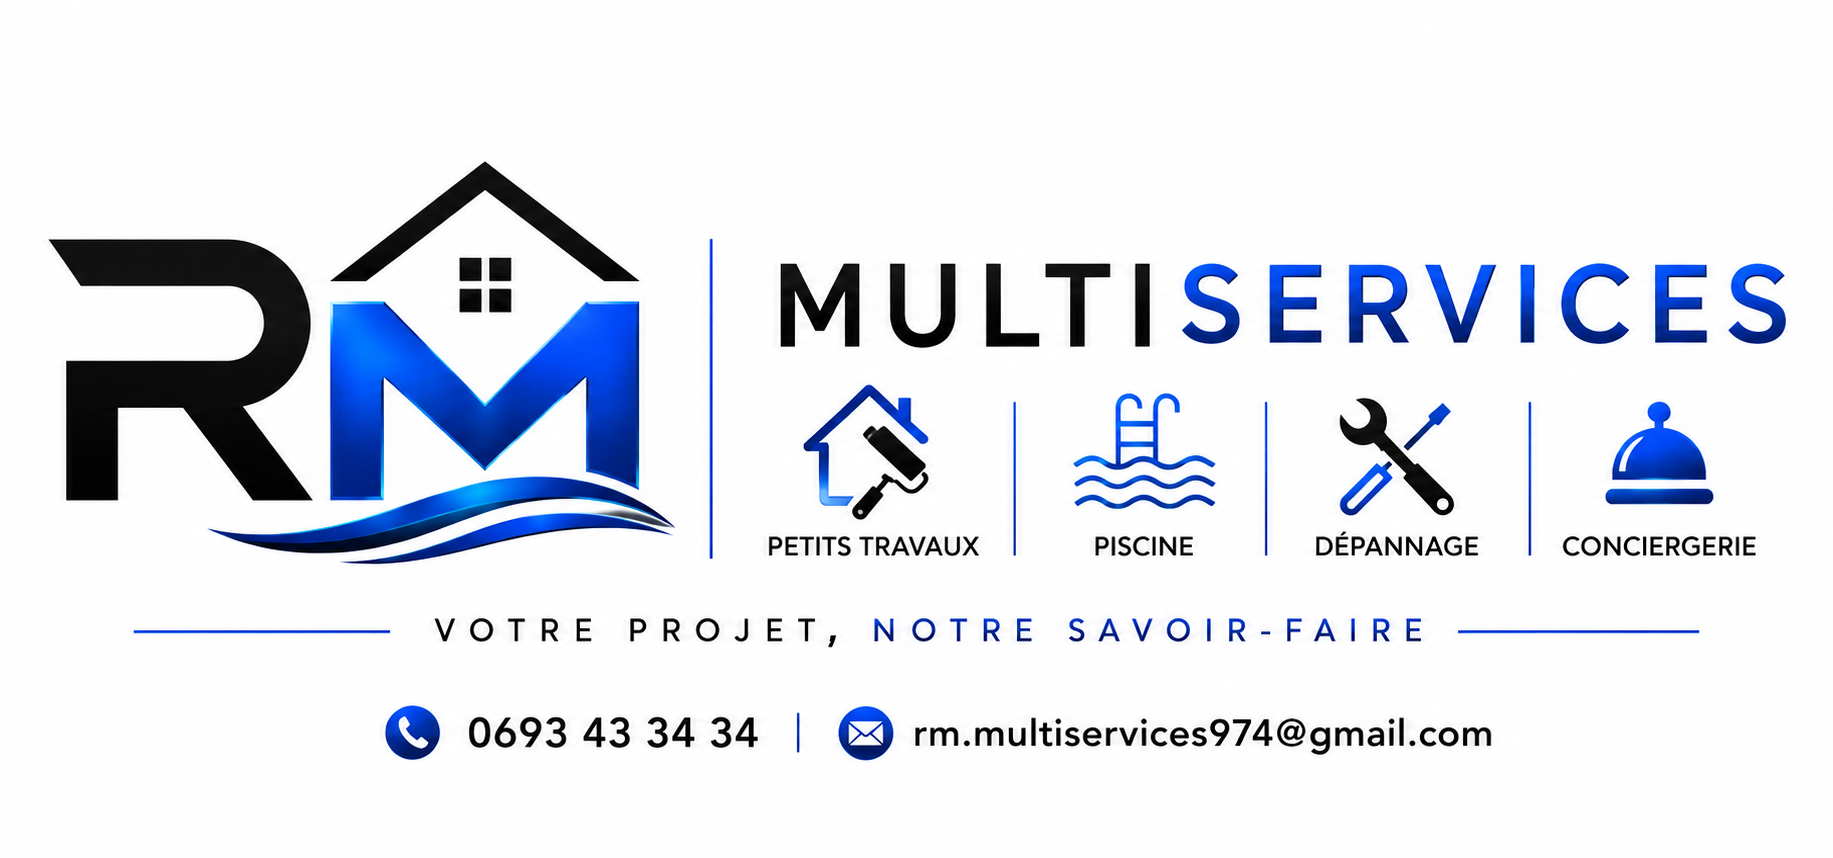 RM
MULTISERVICES
PETITS TRAVAUX
PISCINE
DÉPANNAGE
CONCIERGERIE
VOTRE PROJET, NOTRE SAVOIR-FAIRE
0693 43 34 34
rm.multiservices974@gmail.com